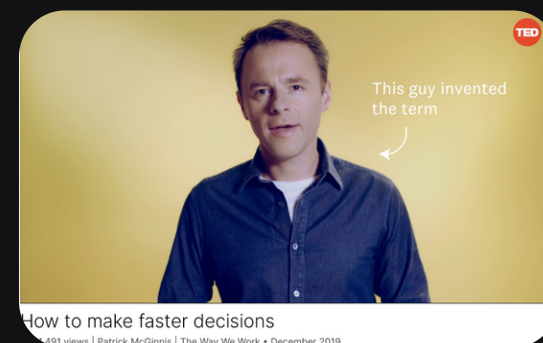 TED
This guy invented
the term
How to make faster decisions
491 views | Patrick McGinnis | The Way We Work • December 2019